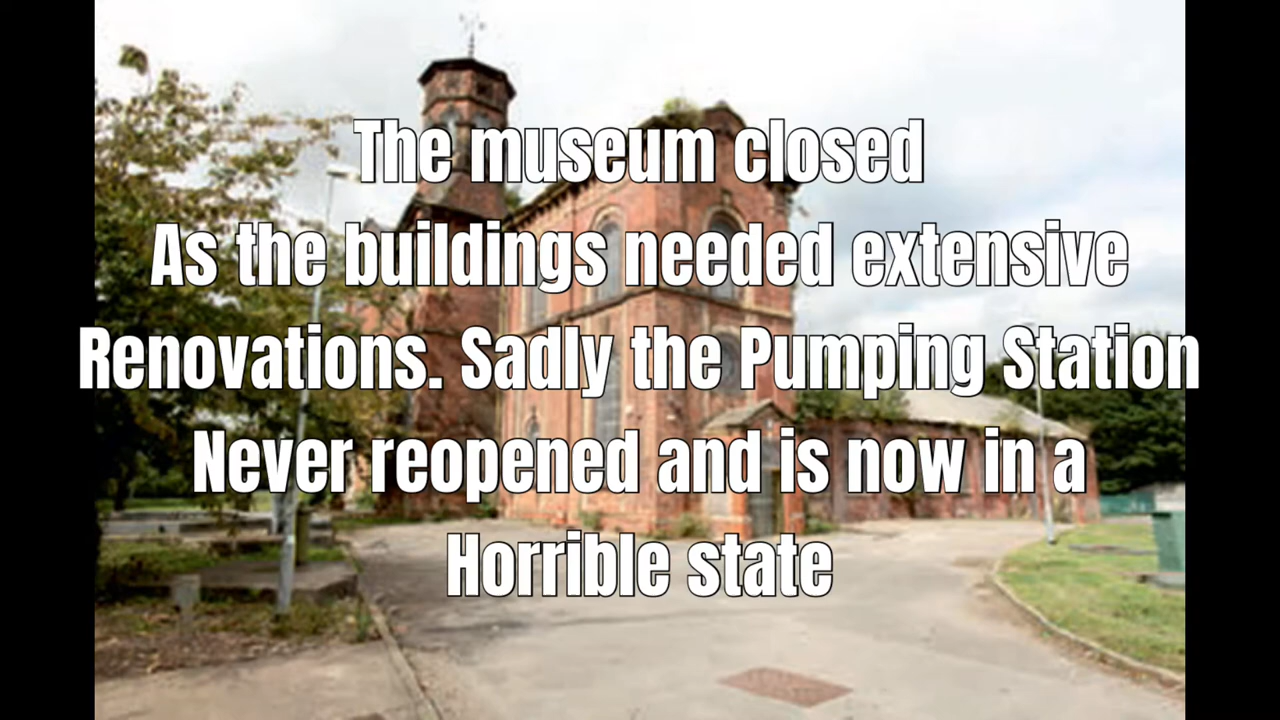 The museum closed
As the buildings needed extensive
Renovations. Sadly the Pumping Station
Never reopened and is now in a
Horrible state